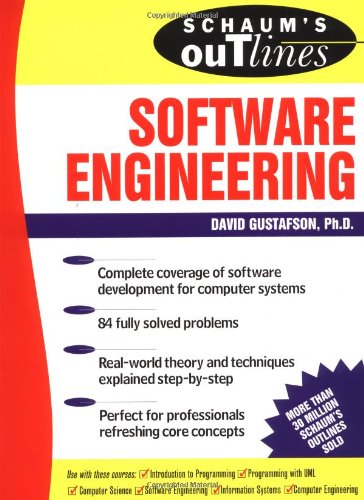 SCHAUM'S
ouTlines
SOFTWARE
ENGINEERING
DAVID GUSTAFSON, Ph.D.
Complete coverage of software
development for computer systems
84 fully solved problems
Real-world theory and techniques
explained step-by-step
Perfect for professionals
refreshing core concepts
MORE THAN
30 MILLION
SCHAUM'S
OUTLINES
SOLD
Use with these courses: ☑ Introduction to Programming ☑ Programming with UML
☑ Computer Science ☑ Software Engineering ☑ Information Systems ☑ Computer Engineering